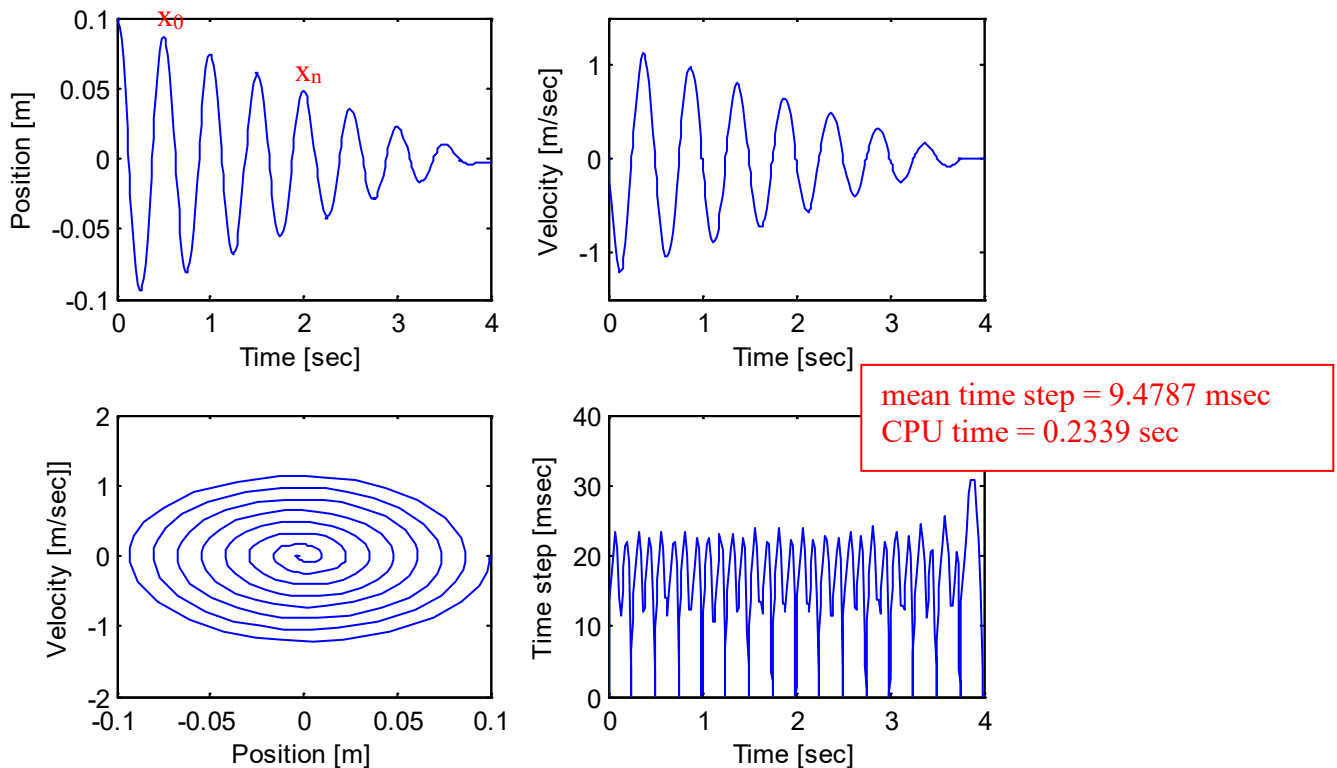 x₀
xₙ
0.1
0.05
0
-0.05
-0.1
Position [m]
0 1 2 3 4
Time [sec]
1
0
-1
Velocity [m/sec]
0 1 2 3 4
Time [sec]
mean time step = 9.4787 msec
CPU time = 0.2339 sec
2
1
0
-1
-2
Velocity [m/sec]]
-0.1 -0.05 0 0.05 0.1
Position [m]
40
30
20
10
0
Time step [msec]
0 1 2 3 4
Time [sec]